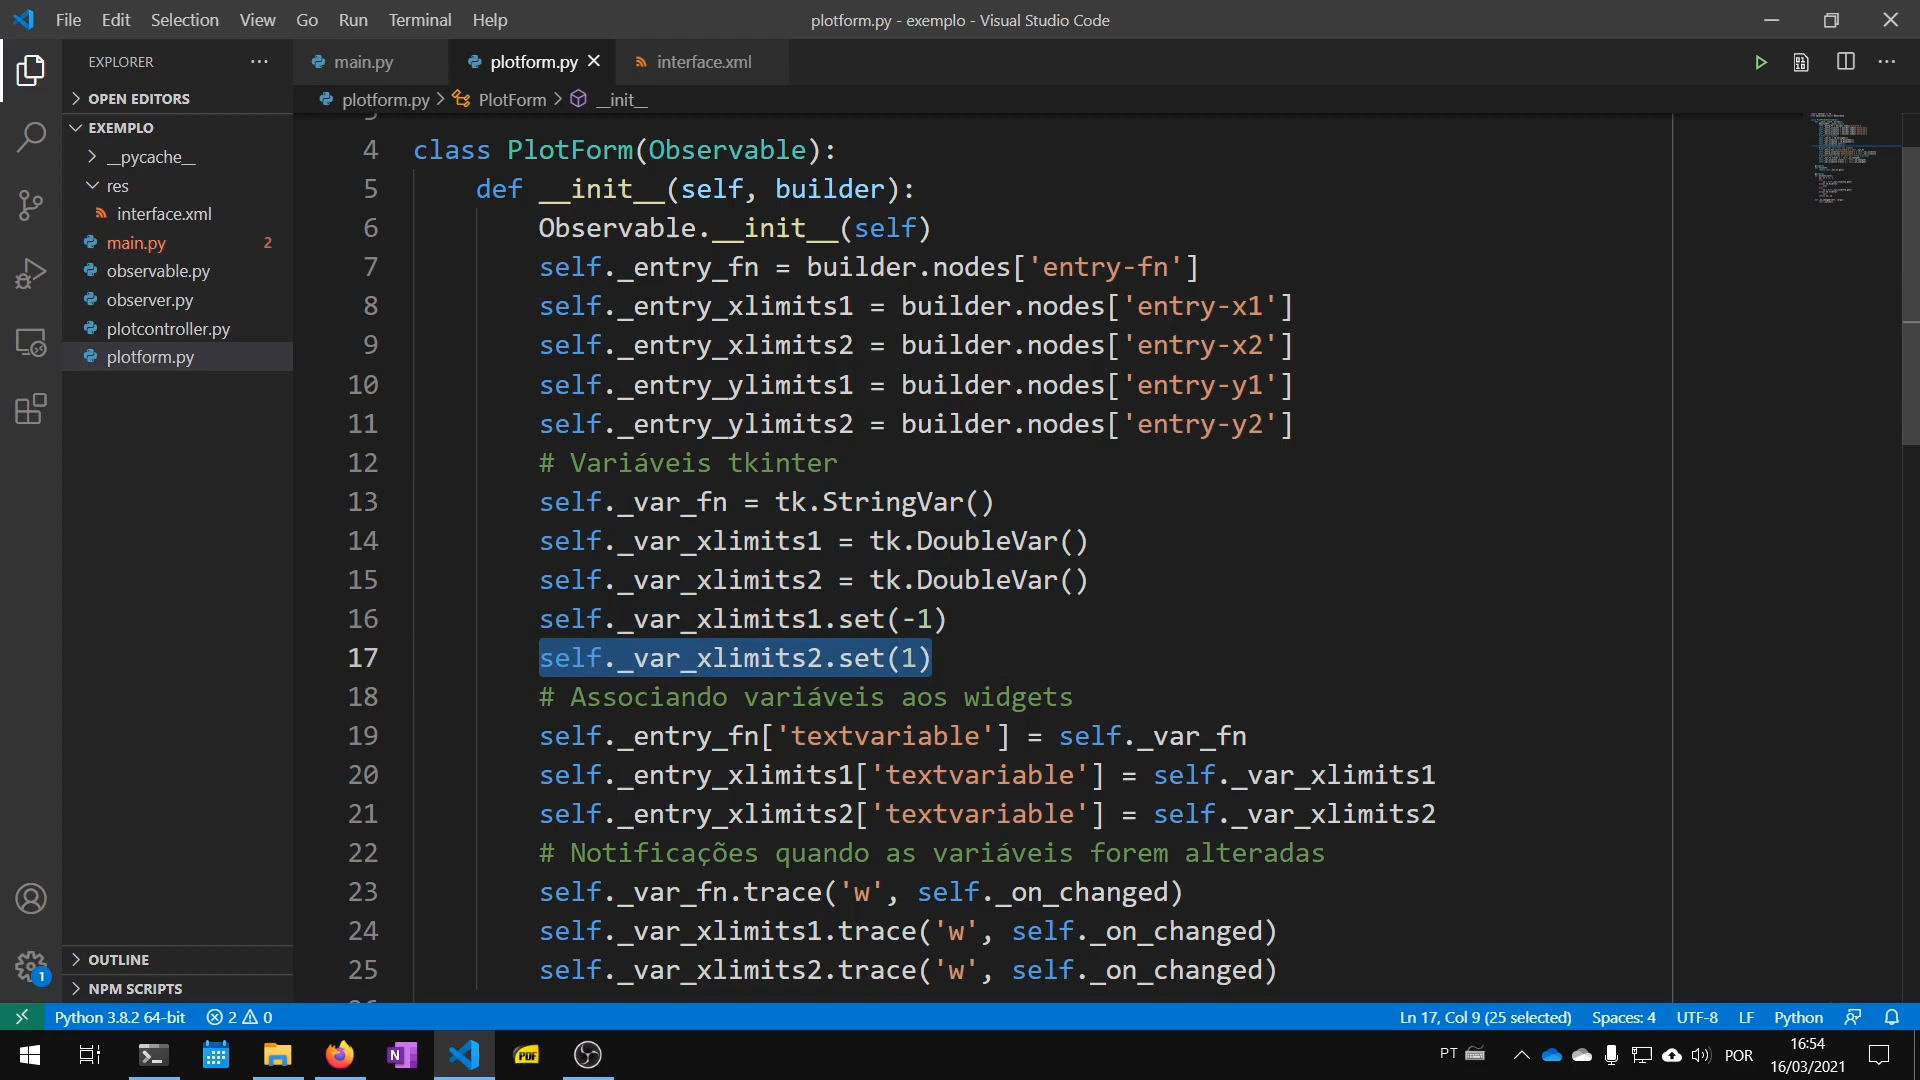 File Edit Selection View Go Run Terminal Help
plotform.py - exemplo - Visual Studio Code
EXPLORER
main.py
plotform.py
interface.xml
OPEN EDITORS
plotform.py > PlotForm > __init__
EXEMPLO
__pycache__
res
interface.xml
main.py 2
observable.py
observer.py
plotcontroller.py
plotform.py
OUTLINE
NPM SCRIPTS
4 class PlotForm(Observable):
5 def __init__(self, builder):
6 Observable.__init__(self)
7 self._entry_fn = builder.nodes['entry-fn']
8 self._entry_xlimits1 = builder.nodes['entry-x1']
9 self._entry_xlimits2 = builder.nodes['entry-x2']
10 self._entry_ylimits1 = builder.nodes['entry-y1']
11 self._entry_ylimits2 = builder.nodes['entry-y2']
12 # Variáveis tkinter
13 self._var_fn = tk.StringVar()
14 self._var_xlimits1 = tk.DoubleVar()
15 self._var_xlimits2 = tk.DoubleVar()
16 self._var_xlimits1.set(-1)
17 self._var_xlimits2.set(1)
18 # Associando variáveis aos widgets
19 self._entry_fn['textvariable'] = self._var_fn
20 self._entry_xlimits1['textvariable'] = self._var_xlimits1
21 self._entry_xlimits2['textvariable'] = self._var_xlimits2
22 # Notificações quando as variáveis forem alteradas
23 self._var_fn.trace('w', self._on_changed)
24 self._var_xlimits1.trace('w', self._on_changed)
25 self._var_xlimits2.trace('w', self._on_changed)
1
Python 3.8.2 64-bit 2 0
Ln 17, Col 9 (25 selected) Spaces: 4 UTF-8 LF Python
N
PDF
PT
POR
16:54
16/03/2021